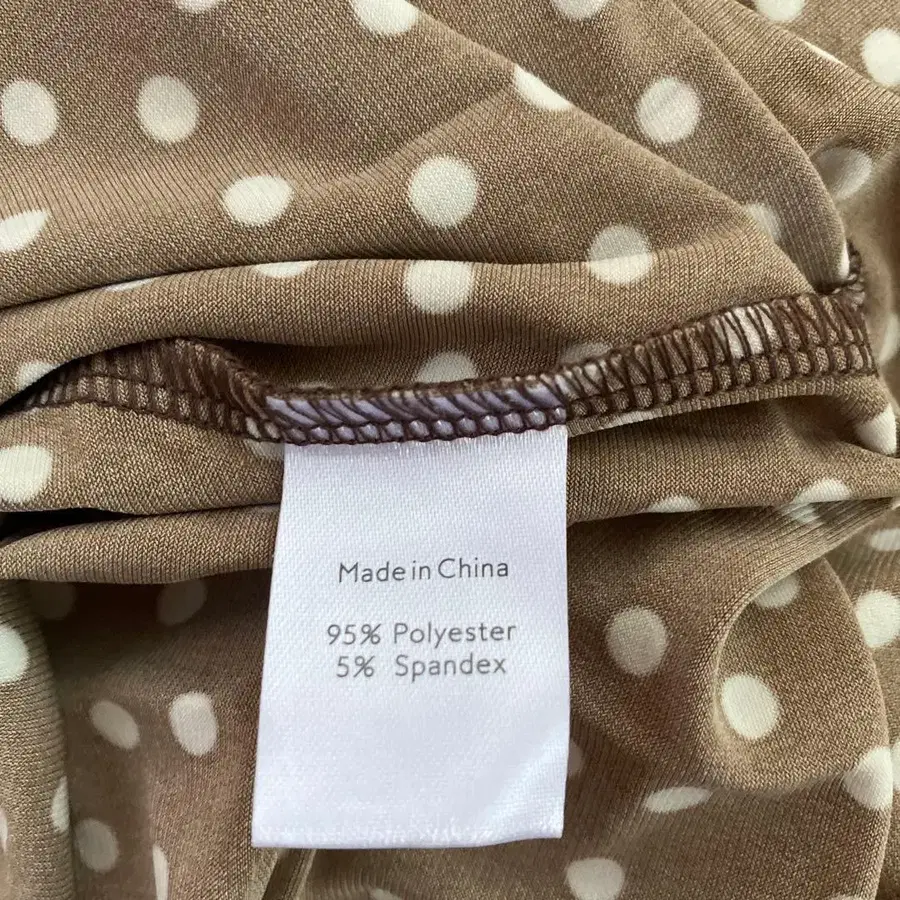 Made in China
95% Polyester
5% Spandex